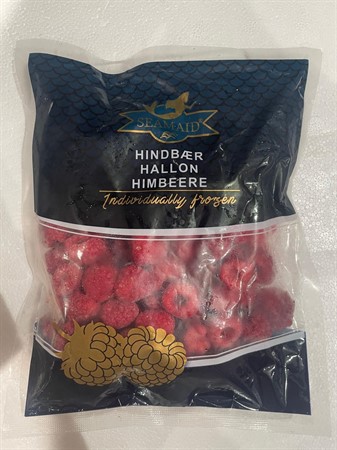 SEAMAID
HINDBÆR
HALLON
HIMBEERE
Individually frozen